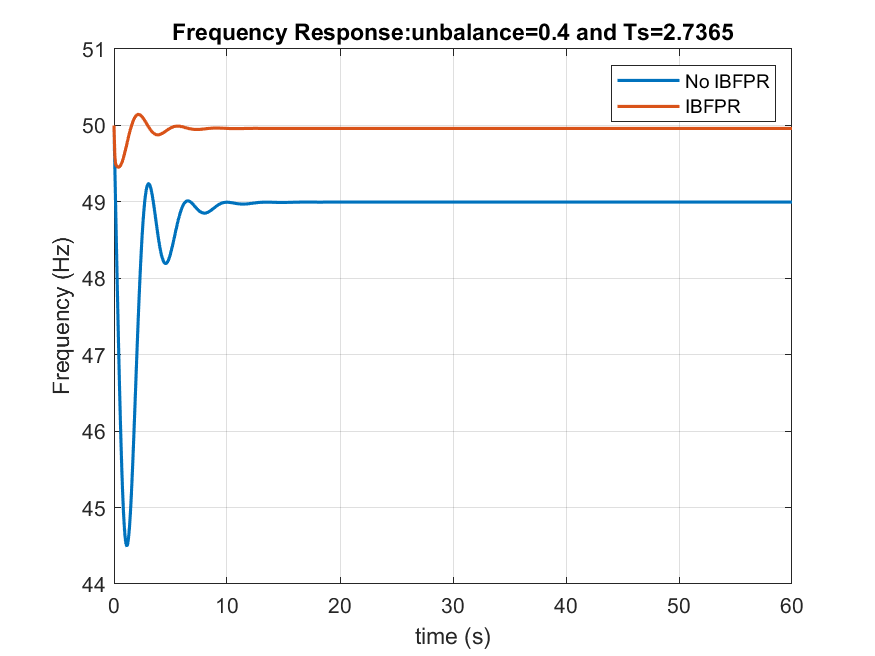 Frequency Response:unbalance=0.4 and Ts=2.7365
51
50
49
48
47
46
45
44
Frequency (Hz)
No IBFPR
IBFPR
0 10 20 30 40 50 60
time (s)